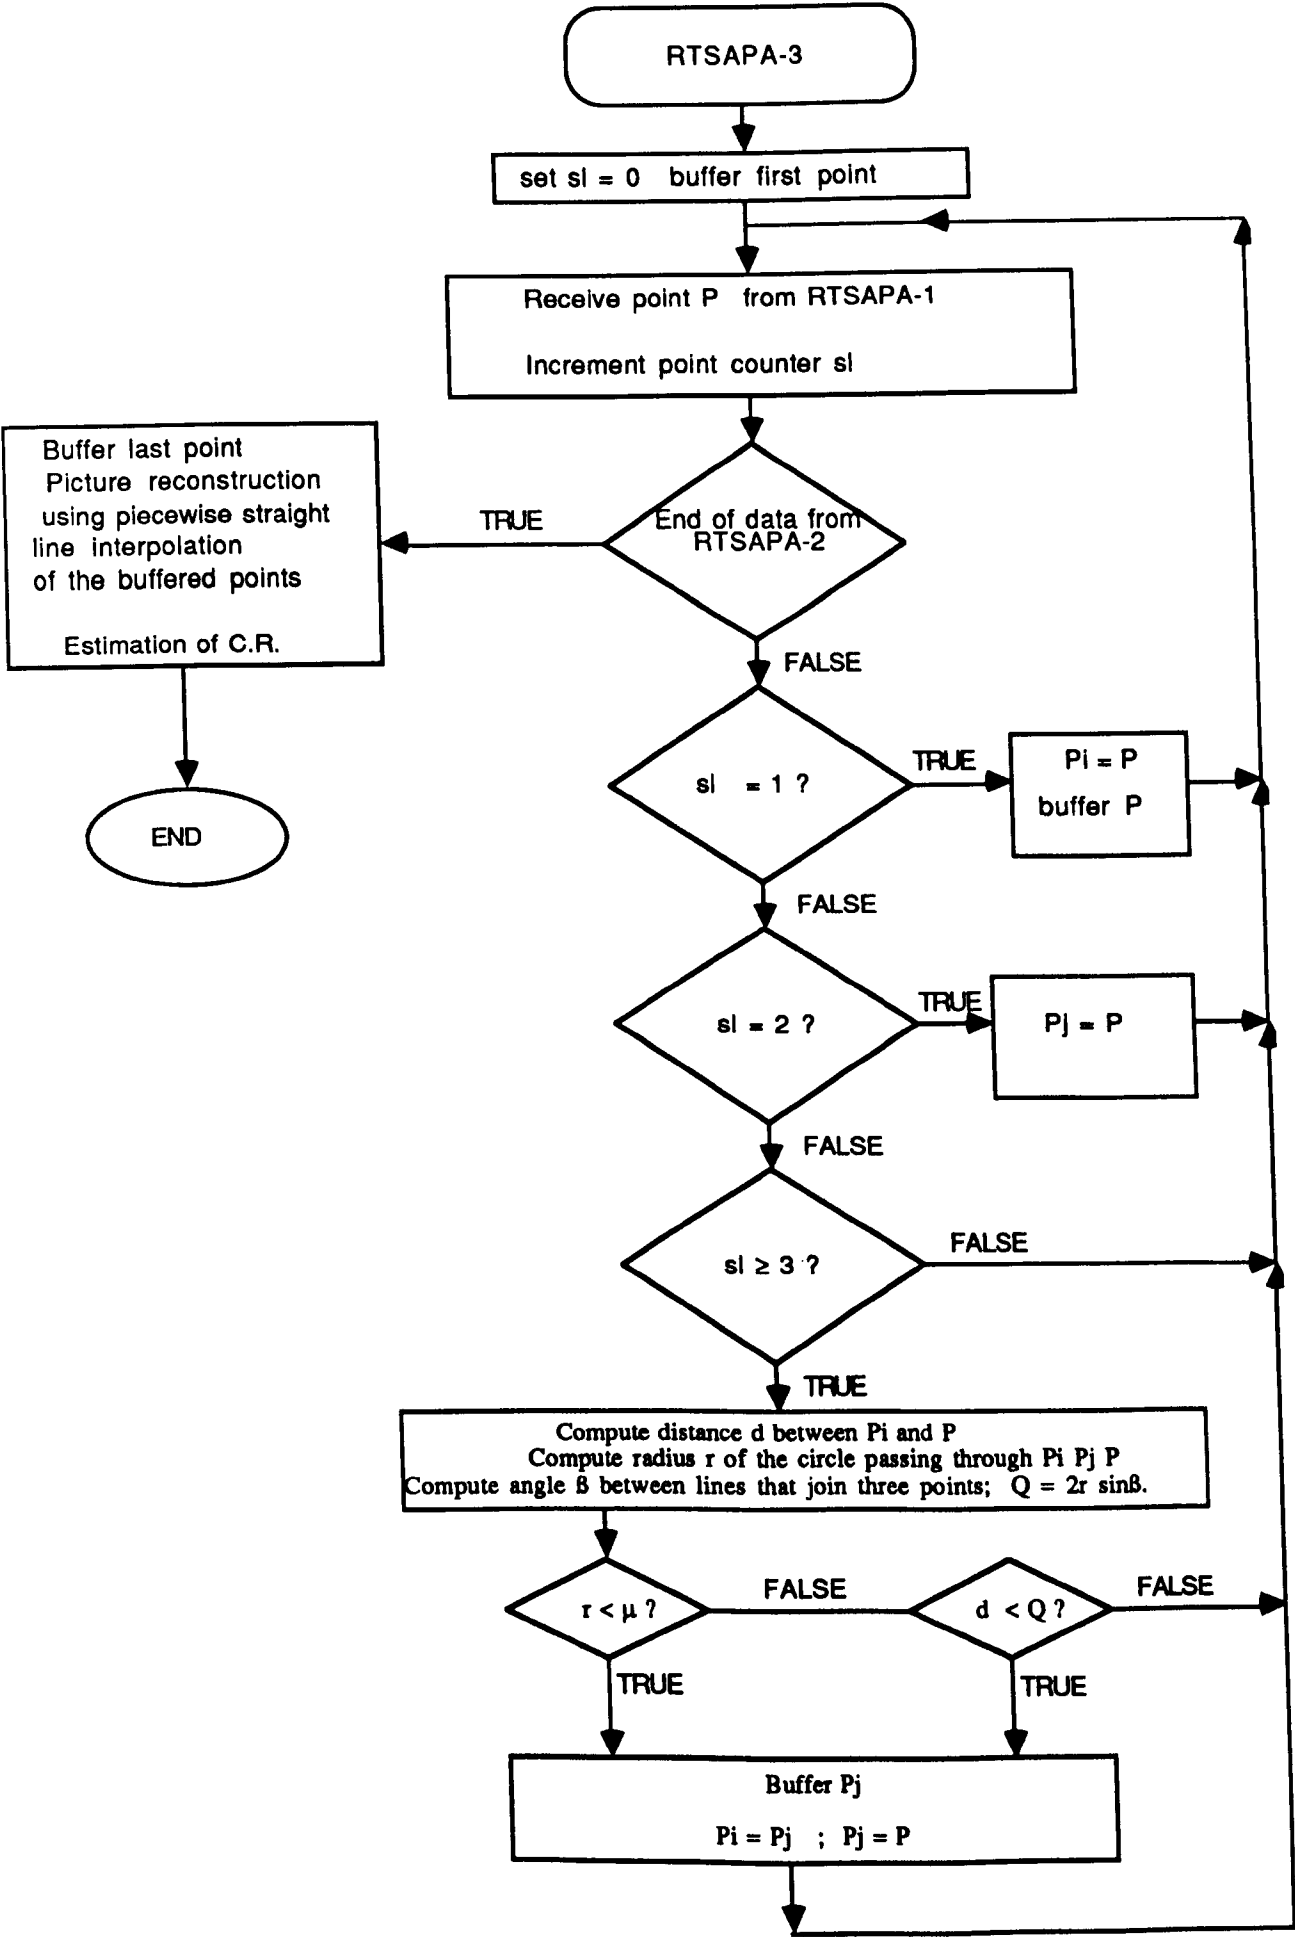 RTSAPA-3
set sl = 0 buffer first point
Receive point P from RTSAPA-1
Increment point counter sl
Buffer last point
Picture reconstruction
using piecewise straight
line interpolation
of the buffered points
Estimation of C.R.
TRUE
End of data from
RTSAPA-2
FALSE
END
sl = 1 ?
TRUE
Pi = P
buffer P
FALSE
sl = 2 ?
TRUE
Pj = P
FALSE
sl ≥ 3 ?
FALSE
TRUE
Compute distance d between Pi and P
Compute radius r of the circle passing through Pi Pj P
Compute angle ß between lines that join three points; Q = 2r sinß.
r < µ ?
FALSE
d < Q ?
FALSE
TRUE
TRUE
Buffer Pj
Pi = Pj ; Pj = P